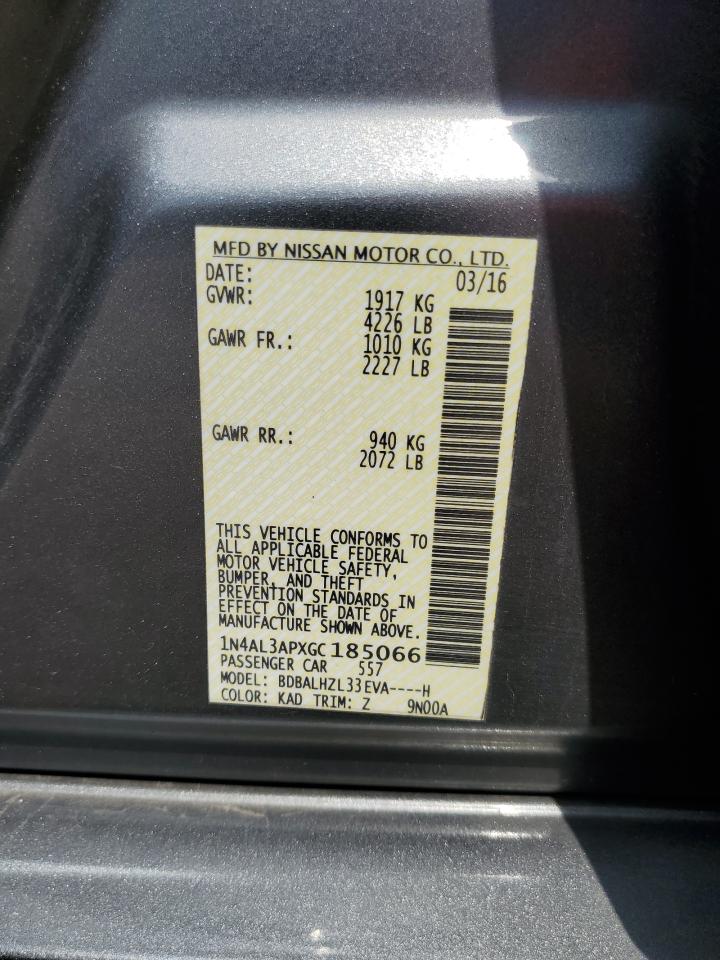 MFD BY NISSAN MOTOR CO., LTD.
DATE: 03/16
GVWR: 1917 KG
4226 LB
GAWR FR.: 1010 KG
2227 LB
GAWR RR.: 940 KG
2072 LB
THIS VEHICLE CONFORMS TO
ALL APPLICABLE FEDERAL
MOTOR VEHICLE SAFETY,
BUMPER, AND THEFT
PREVENTION STANDARDS IN
EFFECT ON THE DATE OF
MANUFACTURE SHOWN ABOVE.
1N4AL3APXGC185066
PASSENGER CAR 557
MODEL: BDBALHZL33EVA----H
COLOR: KAD TRIM: Z 9N00A